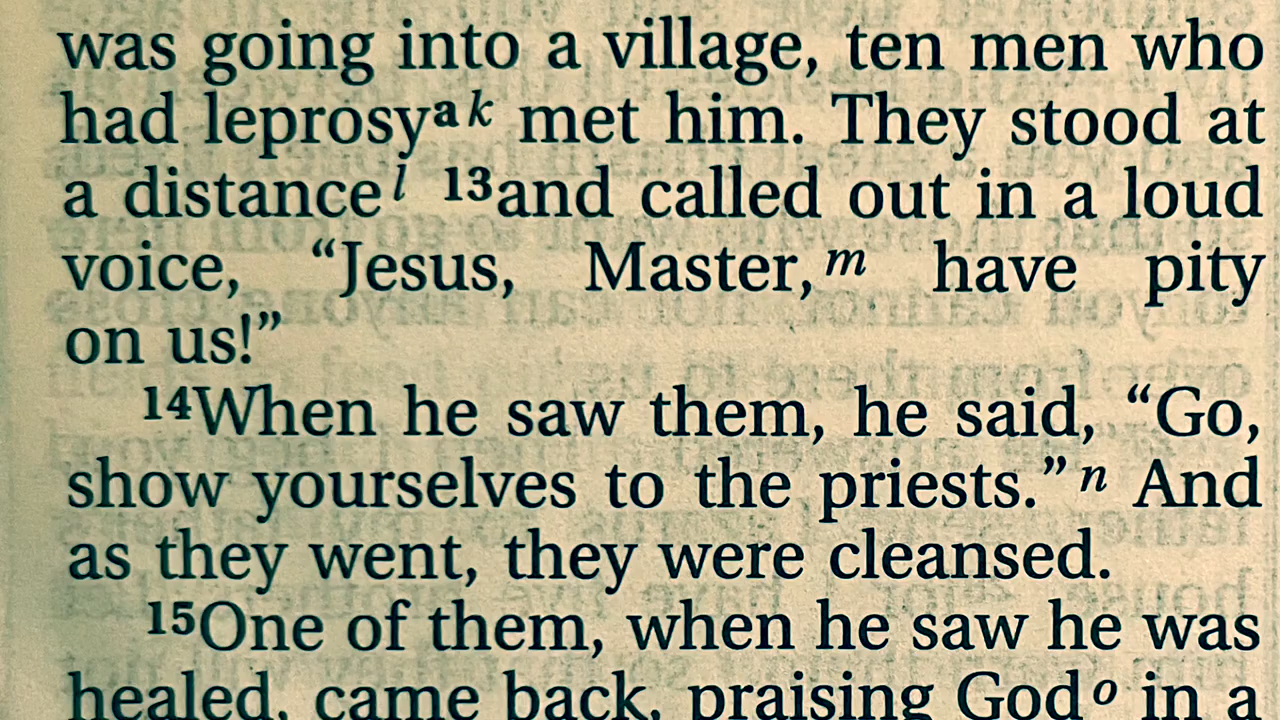 was going into a village, ten men who
had leprosyᵃ ᵏ met him. They stood at
a distanceˡ ¹³and called out in a loud
voice, “Jesus, Master,ᵐ have pity
on us!”
¹⁴When he saw them, he said, “Go,
show yourselves to the priests.”ⁿ And
as they went, they were cleansed.
¹⁵One of them, when he saw he was
healed, came back, praising Godᵒ in a